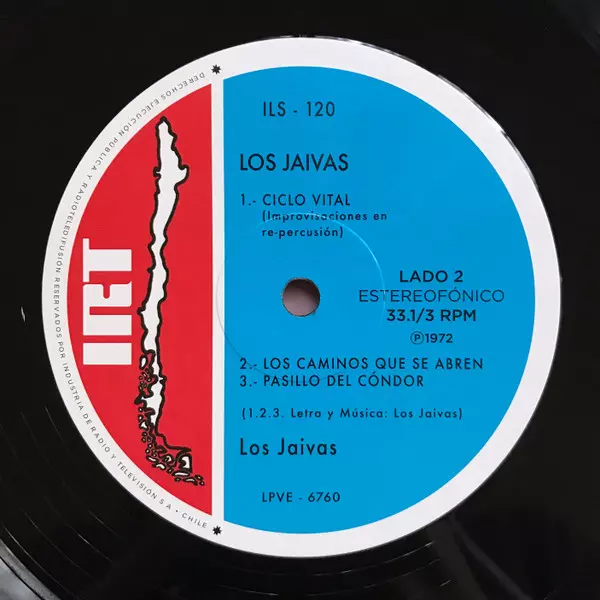 ILS - 120
LOS JAIVAS
1.- CICLO VITAL
(Improvisaciones en
re-percusión)
LADO 2
ESTEREOFÓNICO
33.1/3 RPM
Ⓟ1972
2.- LOS CAMINOS QUE SE ABREN
3.- PASILLO DEL CÓNDOR
(1.2.3. Letra y Música: Los Jaivas)
Los Jaivas
LPVE - 6760
IRT
DERECHOS EJECUCIÓN PÚBLICA Y RADIOTELEDIFUSIÓN RESERVADOS POR INDUSTRIA DE RADIO Y TELEVISIÓN S A • CHILE